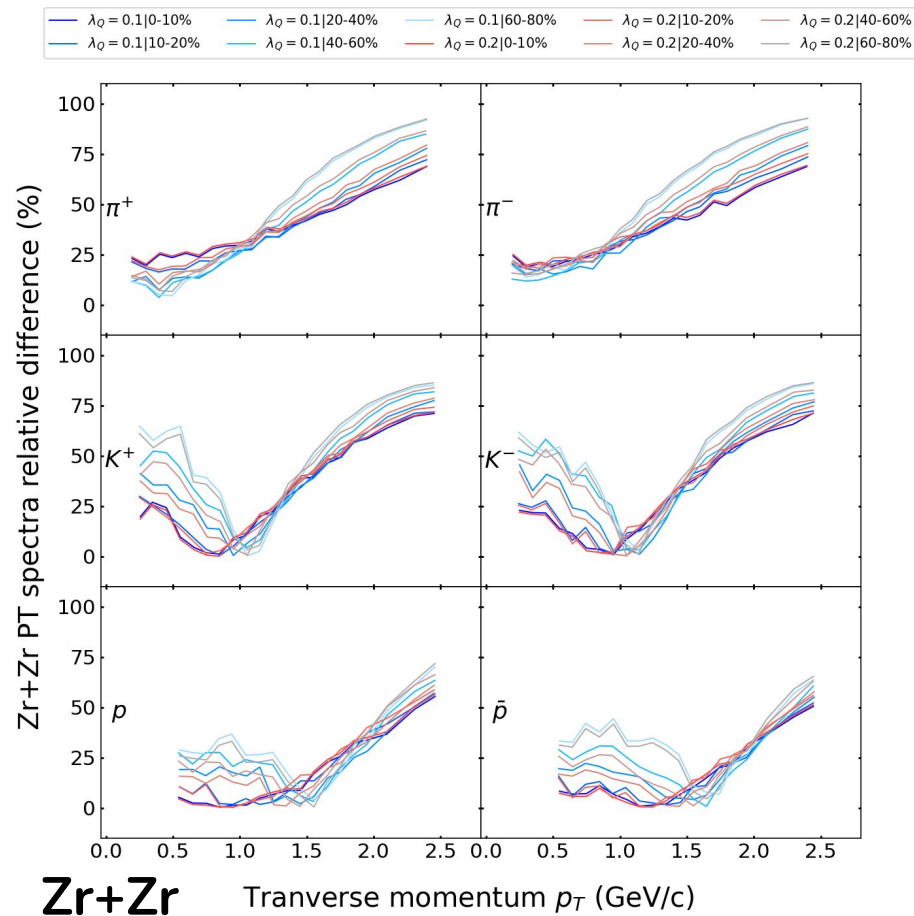 λ_Q = 0.1|0-10% λ_Q = 0.1|20-40% λ_Q = 0.1|60-80% λ_Q = 0.2|10-20% λ_Q = 0.2|40-60%
λ_Q = 0.1|10-20% λ_Q = 0.1|40-60% λ_Q = 0.2|0-10% λ_Q = 0.2|20-40% λ_Q = 0.2|60-80%
Zr+Zr PT spectra relative difference (%)
100
75
50
25
0
π⁺
π⁻
100
75
50
25
0
K⁺
K⁻
100
75
50
25
0
p
p̄
0.0 0.5 1.0 1.5 2.0 2.5 0.0 0.5 1.0 1.5 2.0 2.5
Zr+Zr Tranverse momentum p_T (GeV/c)